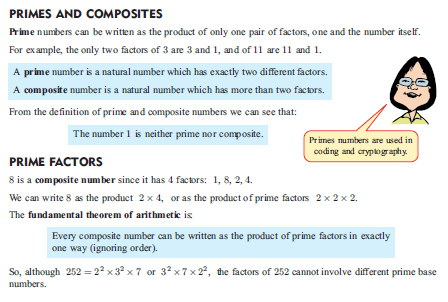 PRIMES AND COMPOSITES
Prime numbers can be written as the product of only one pair of factors, one and the number itself.
For example, the only two factors of 3 are 3 and 1, and of 11 are 11 and 1.
A prime number is a natural number which has exactly two different factors.
A composite number is a natural number which has more than two factors.
From the definition of prime and composite numbers we can see that:
The number 1 is neither prime nor composite.
Primes numbers are used in
coding and cryptography.
PRIME FACTORS
8 is a composite number since it has 4 factors: 1, 8, 2, 4.
We can write 8 as the product 2 × 4, or as the product of prime factors 2 × 2 × 2.
The fundamental theorem of arithmetic is:
Every composite number can be written as the product of prime factors in exactly
one way (ignoring order).
So, although 252 = 2² × 3² × 7 or 3² × 7 × 2², the factors of 252 cannot involve different prime base
numbers.